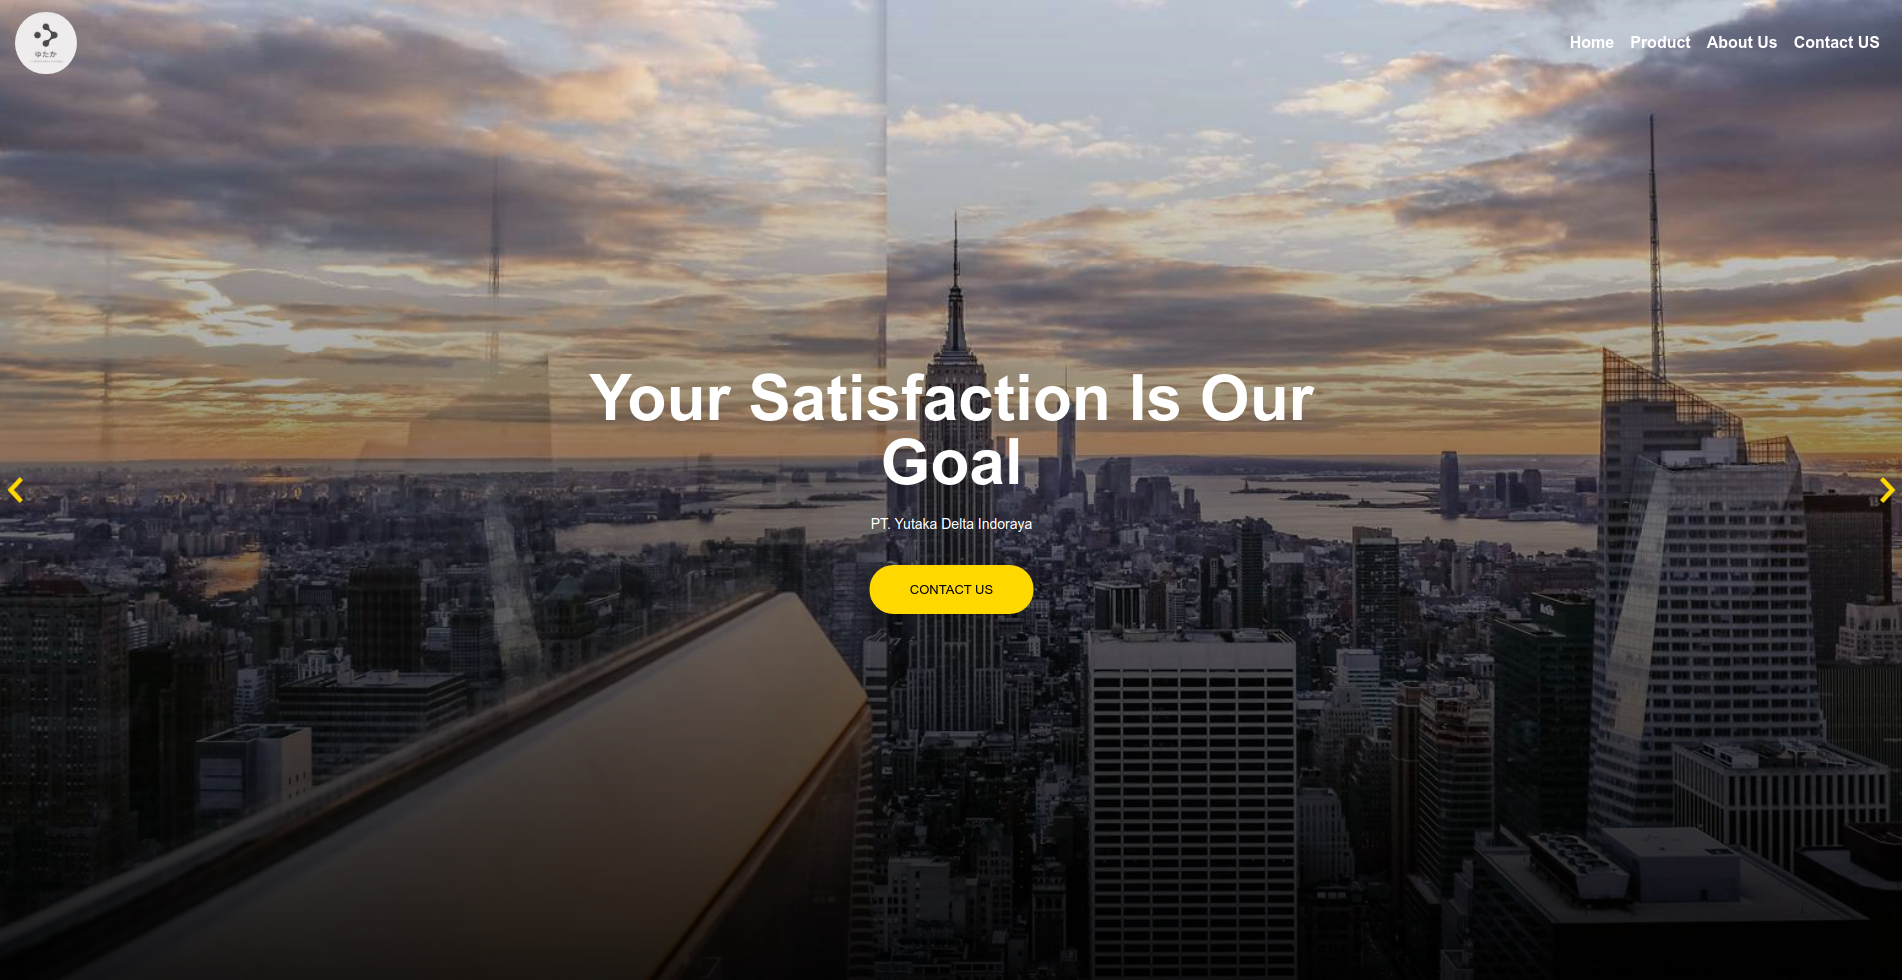 ゆたか
Home Product About Us Contact US
Your Satisfaction Is Our
Goal
PT. Yutaka Delta Indoraya
CONTACT US